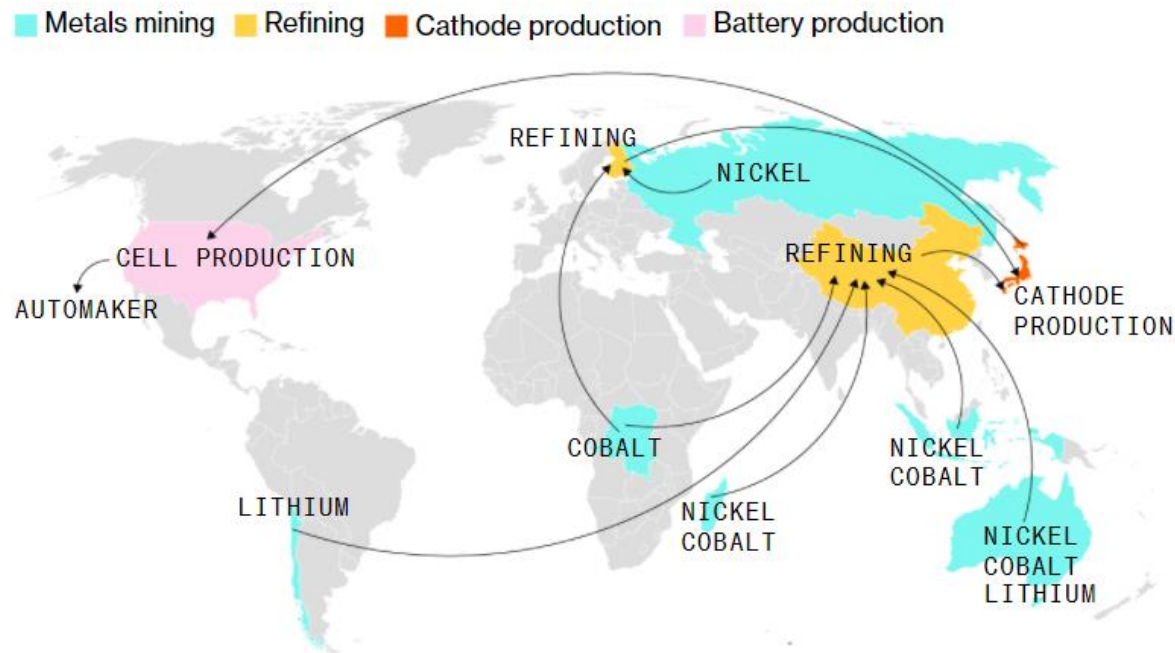 Metals mining Refining Cathode production Battery production
REFINING
NICKEL
CELL PRODUCTION
REFINING
AUTOMAKER
CATHODE
PRODUCTION
COBALT
NICKEL
COBALT
LITHIUM
NICKEL
COBALT
NICKEL
COBALT
LITHIUM